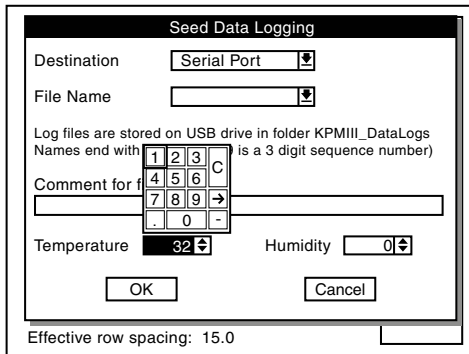 Seed Data Logging
Destination Serial Port
File Name
Log files are stored on USB drive in folder KPMIII_DataLogs
Names end with is a 3 digit sequence number)
1 2 3 C
4 5 6
7 8 9 →
. 0 -
Comment for f
Temperature 32 Humidity 0
OK Cancel
Effective row spacing: 15.0